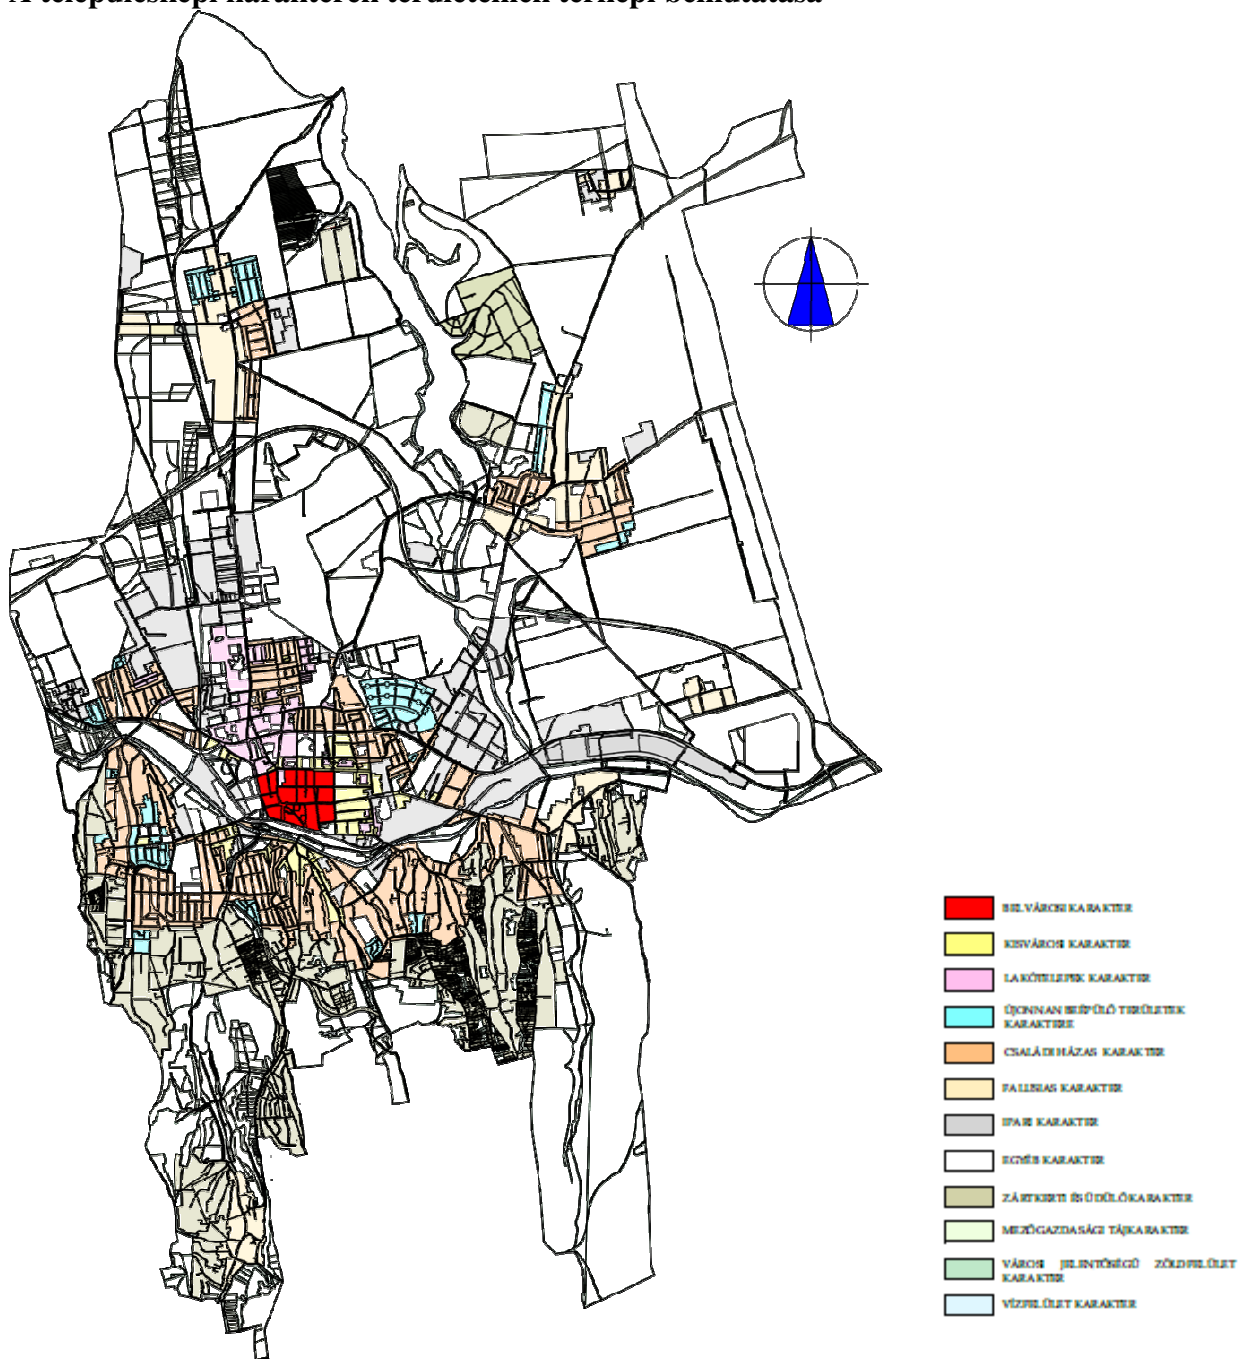 A településképi karakterek területeinek térképi bemutatása
BELVÁROSI KARAKTER
KISVÁROSI KARAKTER
LAKÓTELEPEK KARAKTER
ÚJONNAN BEÉPÜLŐ TERÜLETEK
KARAKTERE
CSALÁDI HÁZAS KARAKTER
FALUSIAS KARAKTER
IPARI KARAKTER
EGYÉB KARAKTER
ZÁRTKERTI ÉS ÜDÜLŐ KARAKTER
MEZŐGAZDASÁGI TÁJKARAKTER
VÁROSI JELENTŐSÉGŰ ZÖLDFELÜLET
KARAKTER
VÍZFELÜLET KARAKTER